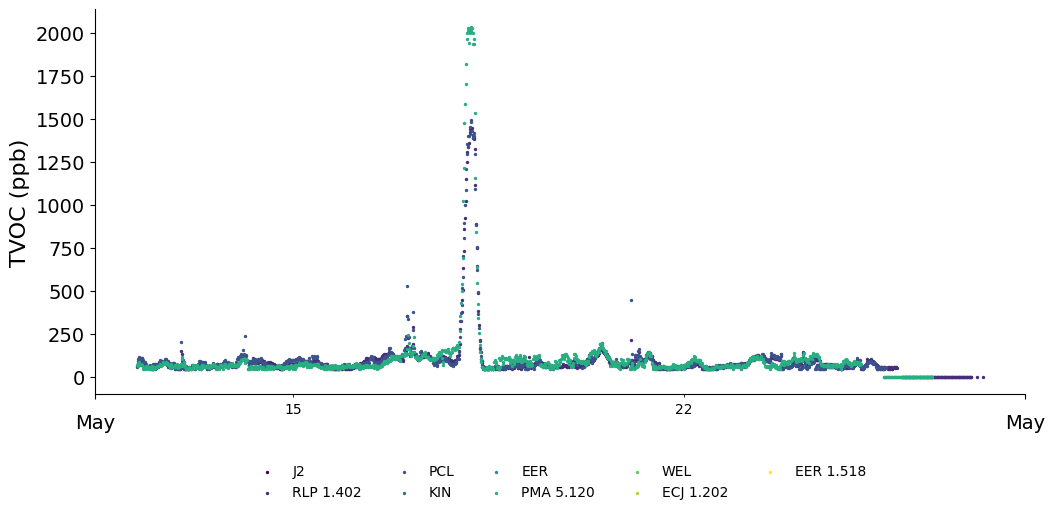 2000
1750
1500
1250
1000
750
500
250
0
TVOC (ppb)
15 22
May May
J2 PCL EER WEL EER 1.518
RLP 1.402 KIN PMA 5.120 ECJ 1.202